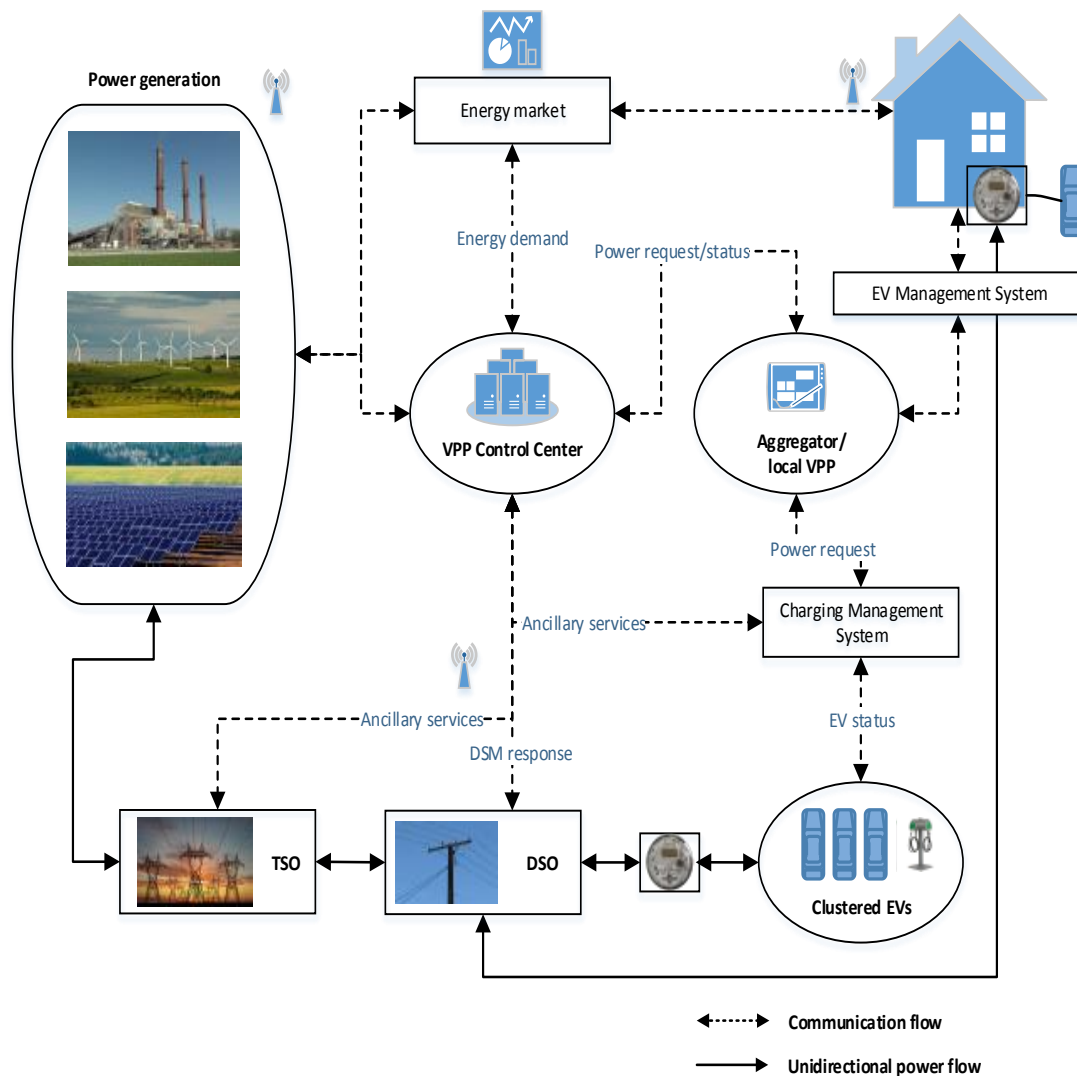 Power generation
Energy market
Energy demand
Power request/status
EV Management System
VPP Control Center
Aggregator/
local VPP
Power request
Ancillary services
Charging Management
System
Ancillary services
EV status
DSM response
TSO
DSO
Clustered EVs
Communication flow
Unidirectional power flow